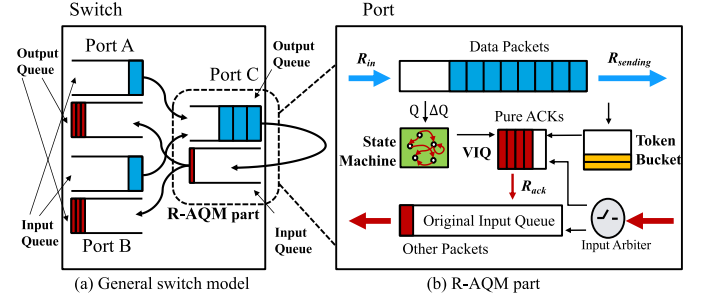 Switch
Port
Port A
Output
Queue
Port C
Output
Queue
Data Packets
R_in
R_sending
Q
ΔQ
Pure ACKs
State
Machine
VIQ
Token
Bucket
R-AQM part
R_ack
Input
Queue
Port B
Input
Queue
Original Input Queue
Other Packets
Input Arbiter
(a) General switch model
(b) R-AQM part